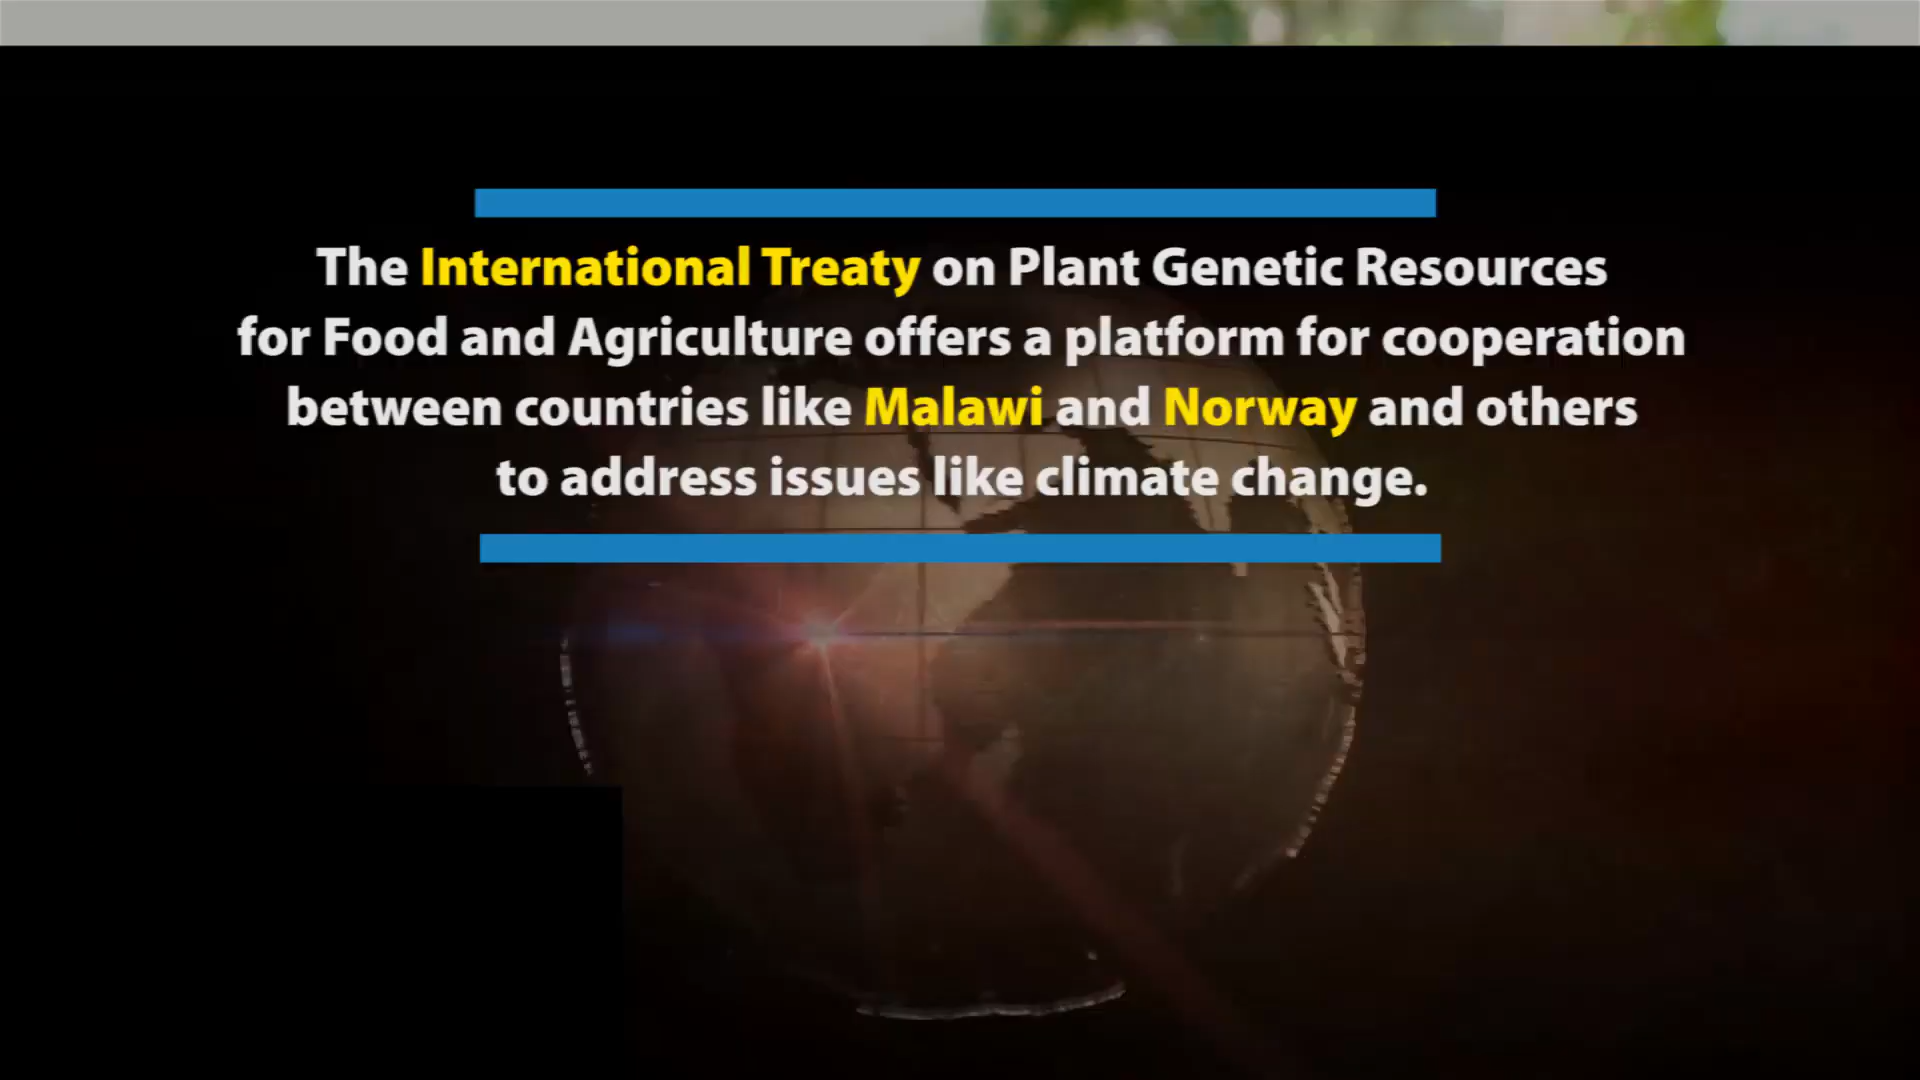 The International Treaty on Plant Genetic Resources
for Food and Agriculture offers a platform for cooperation
between countries like Malawi and Norway and others
to address issues like climate change.